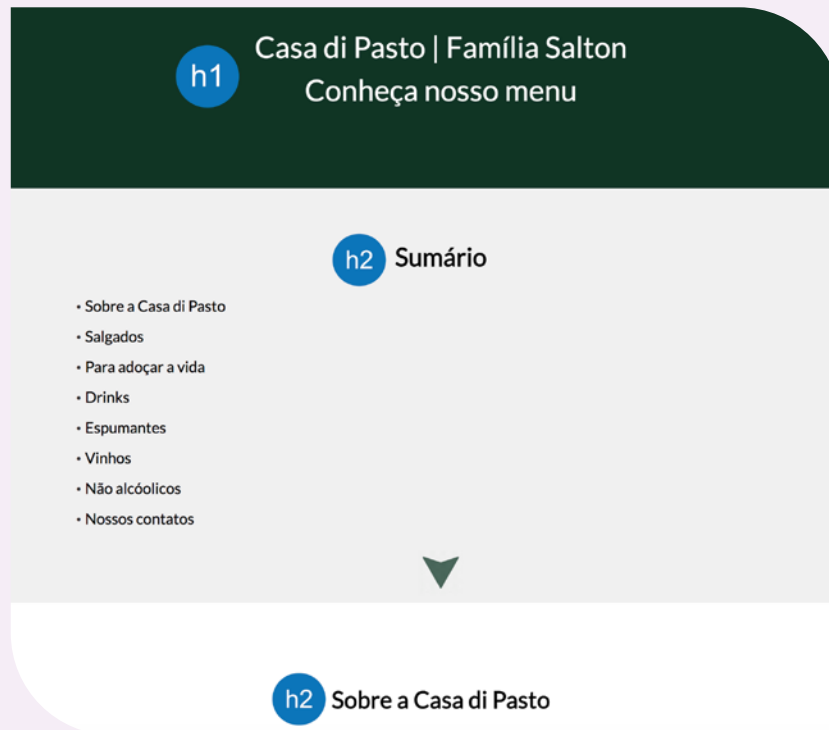 h1
Casa di Pasto | Família Salton
Conheça nosso menu
h2 Sumário
• Sobre a Casa di Pasto
• Salgados
• Para adoçar a vida
• Drinks
• Espumantes
• Vinhos
• Não alcóolicos
• Nossos contatos
h2 Sobre a Casa di Pasto